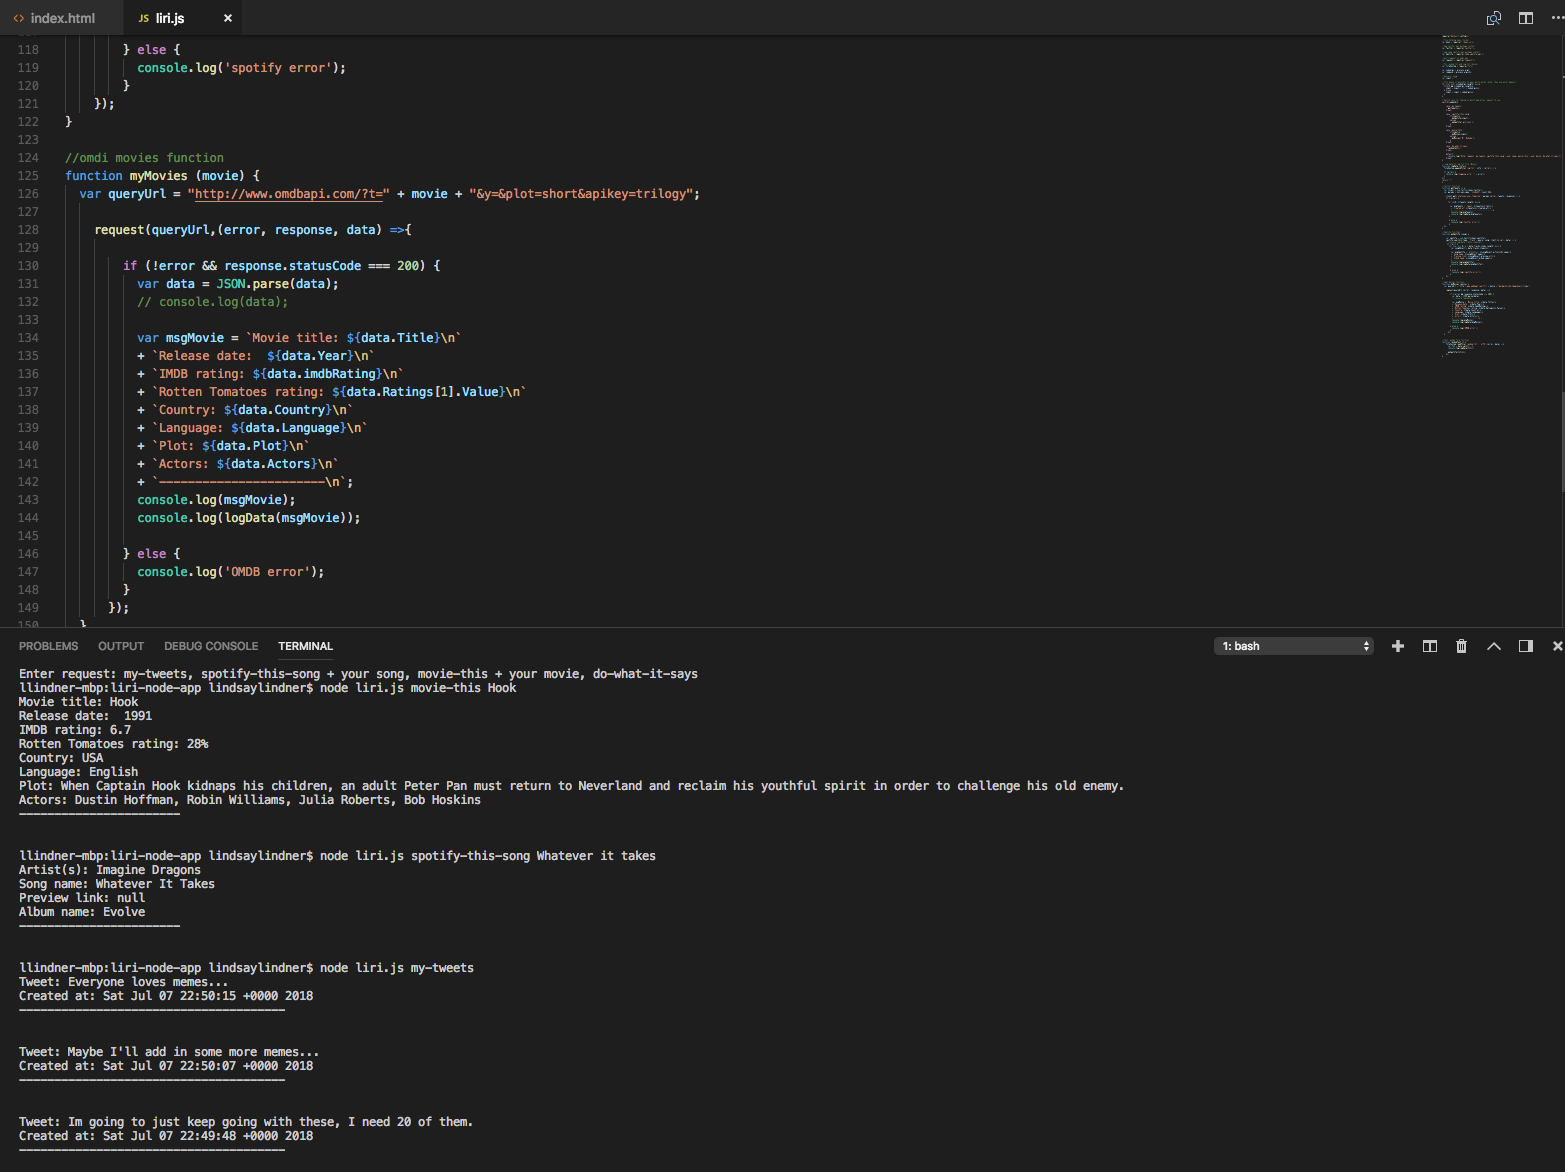 <> index.html JS liri.js ×
118 } else {
119 console.log('spotify error');
120 }
121 });
122 }
123
124 //omdi movies function
125 function myMovies (movie) {
126 var queryUrl = "http://www.omdbapi.com/?t=" + movie + "&y=&plot=short&apikey=trilogy";
127
128 request(queryUrl,(error, response, data) =>{
129
130 if (!error && response.statusCode === 200) {
131 var data = JSON.parse(data);
132 // console.log(data);
133
134 var msgMovie = `Movie title: ${data.Title}\n`
135 + `Release date:  ${data.Year}\n`
136 + `IMDB rating: ${data.imdbRating}\n`
137 + `Rotten Tomatoes rating: ${data.Ratings[1].Value}\n`
138 + `Country: ${data.Country}\n`
139 + `Language: ${data.Language}\n`
140 + `Plot: ${data.Plot}\n`
141 + `Actors: ${data.Actors}\n`
142 + `-----------------------\n`;
143 console.log(msgMovie);
144 console.log(logData(msgMovie));
145
146 } else {
147 console.log('OMDB error');
148 }
149 });
150 }
PROBLEMS OUTPUT DEBUG CONSOLE TERMINAL 1: bash
Enter request: my-tweets, spotify-this-song + your song, movie-this + your movie, do-what-it-says
llindner-mbp:liri-node-app lindsaylindner$ node liri.js movie-this Hook
Movie title: Hook
Release date:  1991
IMDB rating: 6.7
Rotten Tomatoes rating: 28%
Country: USA
Language: English
Plot: When Captain Hook kidnaps his children, an adult Peter Pan must return to Neverland and reclaim his youthful spirit in order to challenge his old enemy.
Actors: Dustin Hoffman, Robin Williams, Julia Roberts, Bob Hoskins
-----------------------
llindner-mbp:liri-node-app lindsaylindner$ node liri.js spotify-this-song Whatever it takes
Artist(s): Imagine Dragons
Song name: Whatever It Takes
Preview link: null
Album name: Evolve
-----------------------
llindner-mbp:liri-node-app lindsaylindner$ node liri.js my-tweets
Tweet: Everyone loves memes...
Created at: Sat Jul 07 22:50:15 +0000 2018
--------------------------------------
Tweet: Maybe I'll add in some more memes...
Created at: Sat Jul 07 22:50:07 +0000 2018
--------------------------------------
Tweet: Im going to just keep going with these, I need 20 of them.
Created at: Sat Jul 07 22:49:48 +0000 2018
--------------------------------------